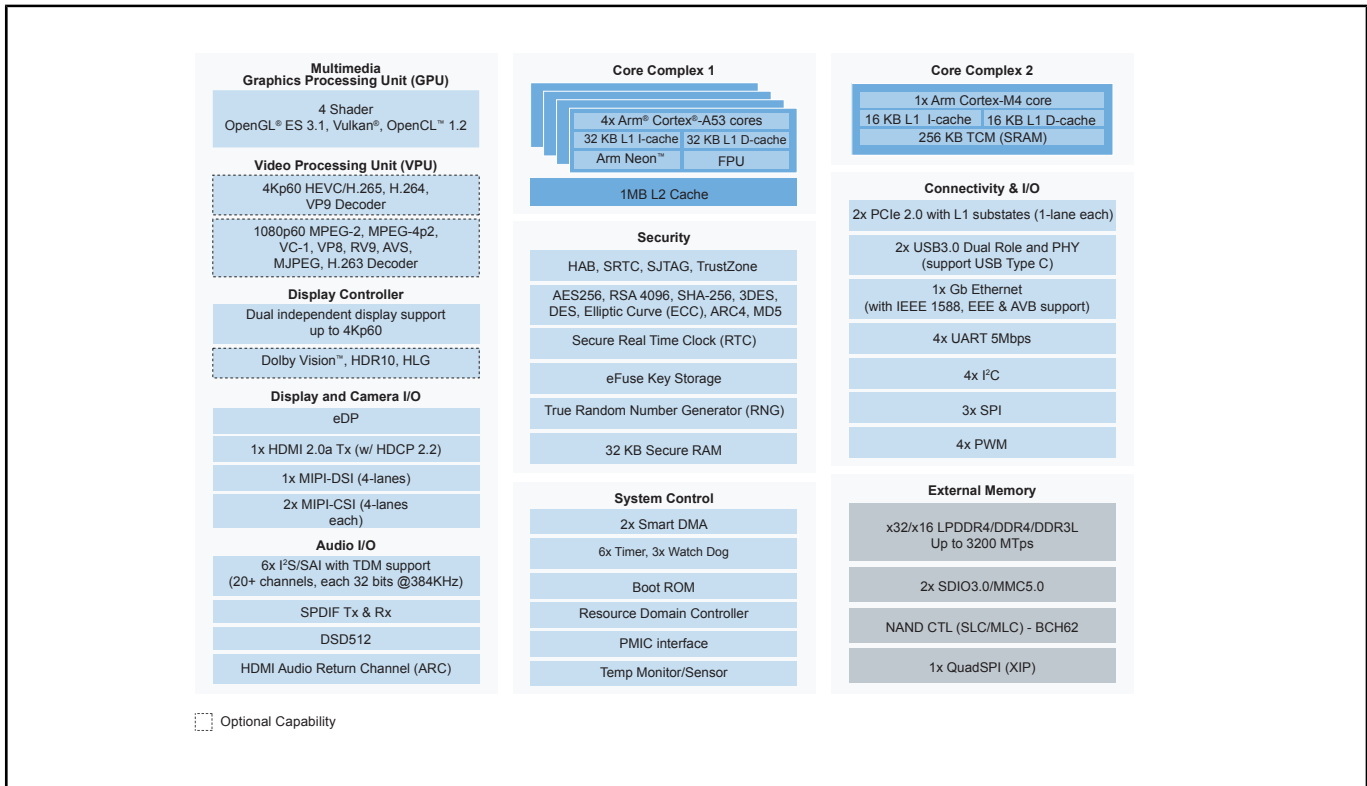 Multimedia
Graphics Processing Unit (GPU)
4 Shader
OpenGL® ES 3.1, Vulkan®, OpenCL™ 1.2
Video Processing Unit (VPU)
4Kp60 HEVC/H.265, H.264,
VP9 Decoder
1080p60 MPEG-2, MPEG-4p2,
VC-1, VP8, RV9, AVS,
MJPEG, H.263 Decoder
Display Controller
Dual independent display support
up to 4Kp60
Dolby Vision™, HDR10, HLG
Display and Camera I/O
eDP
1x HDMI 2.0a Tx (w/ HDCP 2.2)
1x MIPI-DSI (4-lanes)
2x MIPI-CSI (4-lanes
each)
Audio I/O
6x I²S/SAI with TDM support
(20+ channels, each 32 bits @384KHz)
SPDIF Tx & Rx
DSD512
HDMI Audio Return Channel (ARC)
Core Complex 1
4x Arm® Cortex®-A53 cores
32 KB L1 I-cache
32 KB L1 D-cache
Arm Neon™
FPU
1MB L2 Cache
Security
HAB, SRTC, SJTAG, TrustZone
AES256, RSA 4096, SHA-256, 3DES,
DES, Elliptic Curve (ECC), ARC4, MD5
Secure Real Time Clock (RTC)
eFuse Key Storage
True Random Number Generator (RNG)
32 KB Secure RAM
System Control
2x Smart DMA
6x Timer, 3x Watch Dog
Boot ROM
Resource Domain Controller
PMIC interface
Temp Monitor/Sensor
Core Complex 2
1x Arm Cortex-M4 core
16 KB L1 I-cache
16 KB L1 D-cache
256 KB TCM (SRAM)
Connectivity & I/O
2x PCIe 2.0 with L1 substates (1-lane each)
2x USB3.0 Dual Role and PHY
(support USB Type C)
1x Gb Ethernet
(with IEEE 1588, EEE & AVB support)
4x UART 5Mbps
4x I²C
3x SPI
4x PWM
External Memory
x32/x16 LPDDR4/DDR4/DDR3L
Up to 3200 MTps
2x SDIO3.0/MMC5.0
NAND CTL (SLC/MLC) - BCH62
1x QuadSPI (XIP)
Optional Capability